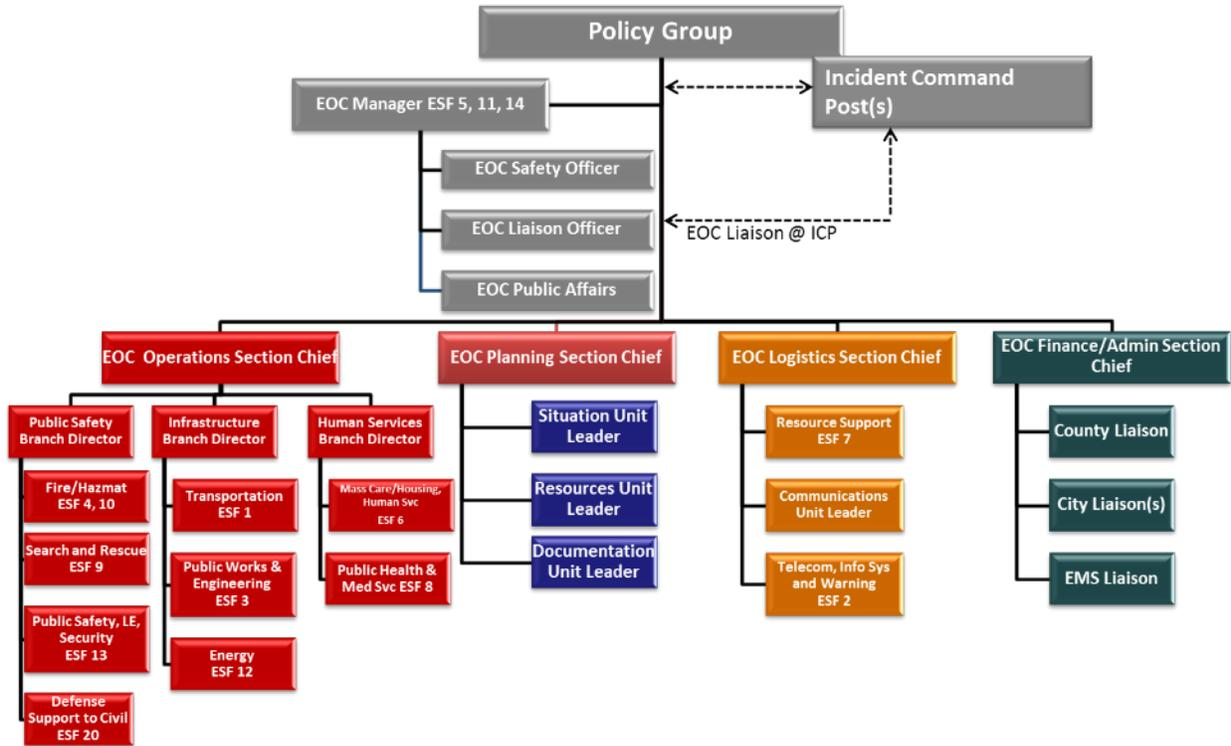 Policy Group
Incident Command
Post(s)
EOC Manager ESF 5, 11, 14
EOC Safety Officer
EOC Liaison Officer
EOC Liaison @ ICP
EOC Public Affairs
EOC Operations Section Chief
EOC Planning Section Chief
EOC Logistics Section Chief
EOC Finance/Admin Section
Chief
Public Safety
Branch Director
Infrastructure
Branch Director
Human Services
Branch Director
Fire/Hazmat
ESF 4, 10
Search and Rescue
ESF 9
Public Safety, LE,
Security
ESF 13
Defense
Support to Civil
ESF 20
Transportation
ESF 1
Public Works &
Engineering
ESF 3
Energy
ESF 12
Mass Care/Housing,
Human Svc
ESF 6
Public Health &
Med Svc ESF 8
Situation Unit
Leader
Resources Unit
Leader
Documentation
Unit Leader
Resource Support
ESF 7
Communications
Unit Leader
Telecom, Info Sys
and Warning
ESF 2
County Liaison
City Liaison(s)
EMS Liaison